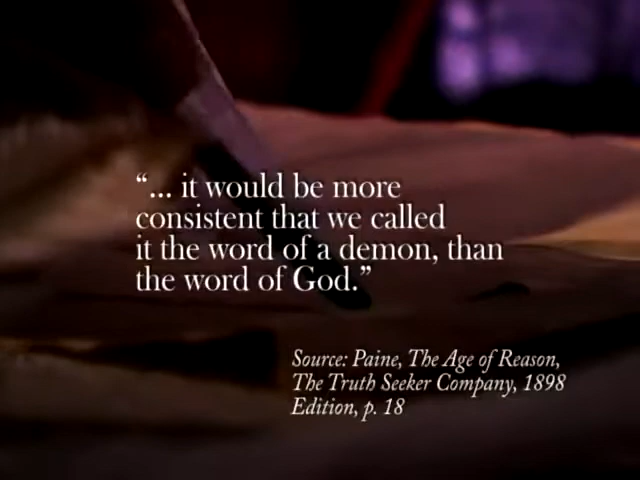 “... it would be more
consistent that we called
it the word of a demon, than
the word of God.”
Source: Paine, The Age of Reason,
The Truth Seeker Company, 1898
Edition, p. 18